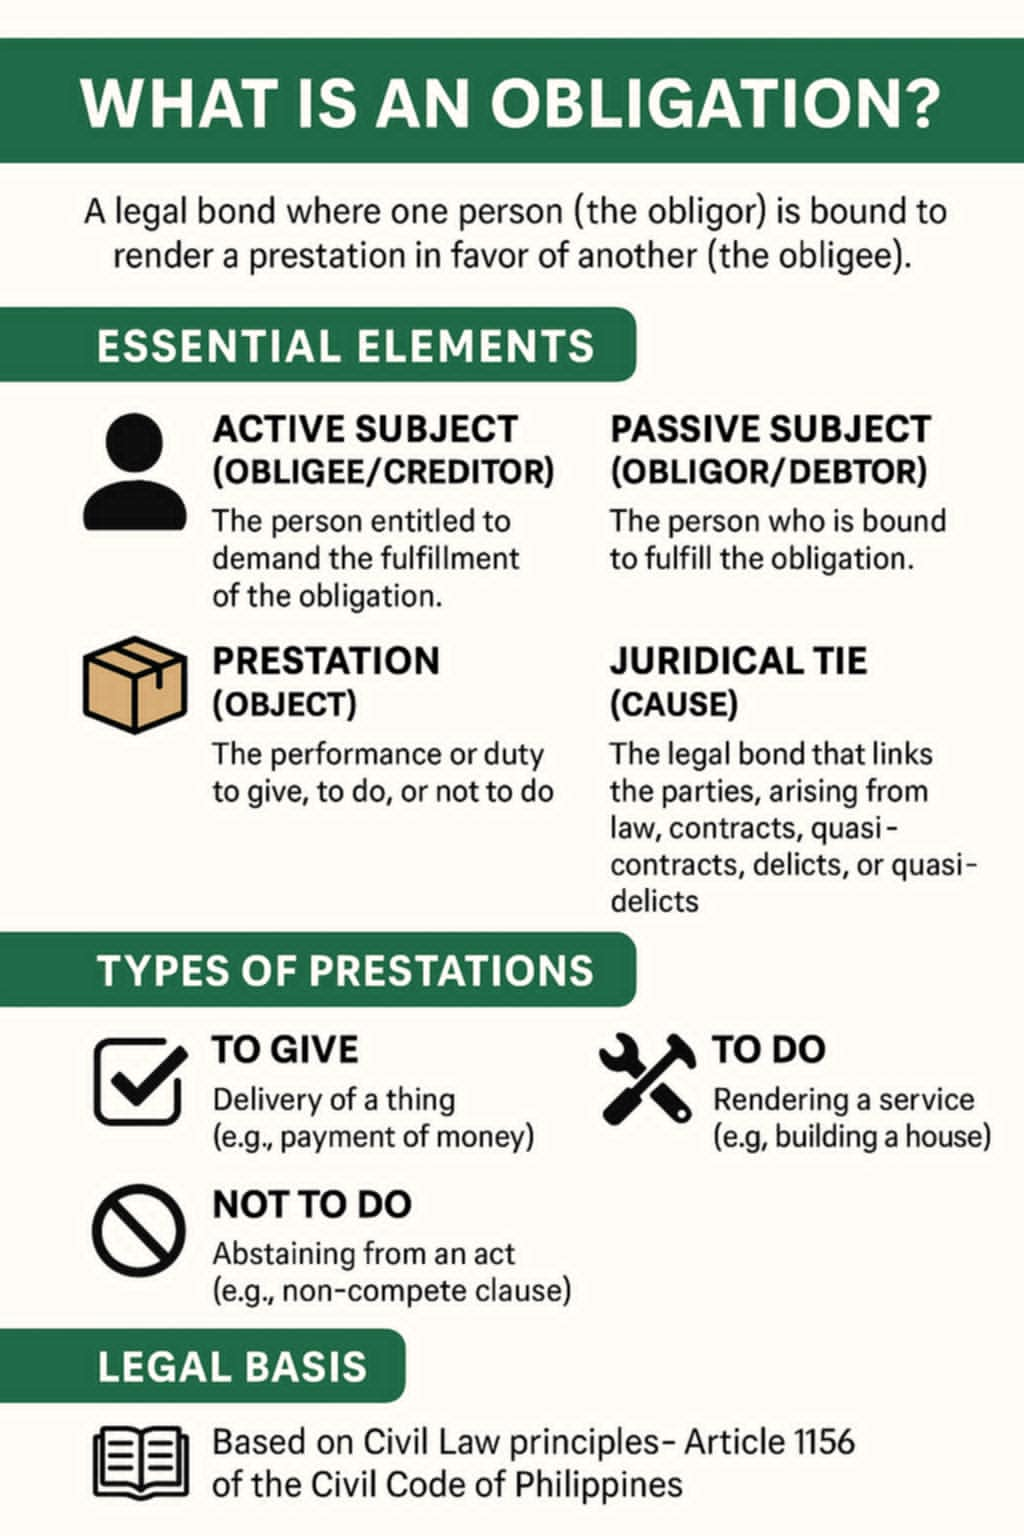 WHAT IS AN OBLIGATION?
A legal bond where one person (the obligor) is bound to
render a prestation in favor of another (the obligee).
ESSENTIAL ELEMENTS
ACTIVE SUBJECT
(OBLIGEE/CREDITOR)
The person entitled to
demand the fulfillment
of the obligation.
PASSIVE SUBJECT
(OBLIGOR/DEBTOR)
The person who is bound
to fulfill the obligation.
PRESTATION
(OBJECT)
The performance or duty
to give, to do, or not to do
JURIDICAL TIE
(CAUSE)
The legal bond that links
the parties, arising from
law, contracts, quasi-
contracts, delicts, or quasi-
delicts
TYPES OF PRESTATIONS
TO GIVE
Delivery of a thing
(e.g., payment of money)
TO DO
Rendering a service
(e.g, building a house)
NOT TO DO
Abstaining from an act
(e.g., non-compete clause)
LEGAL BASIS
Based on Civil Law principles- Article 1156
of the Civil Code of Philippines